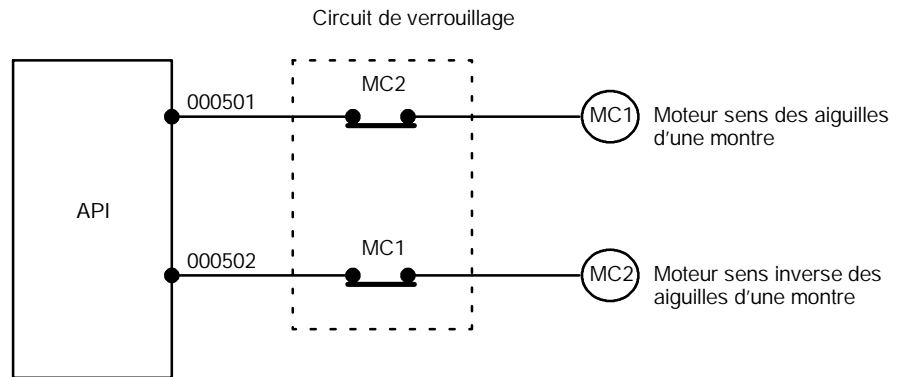 Circuit de verrouillage
MC2
000501
MC1
Moteur sens des aiguilles
d'une montre
API
MC1
000502
MC2
Moteur sens inverse des
aiguilles d'une montre